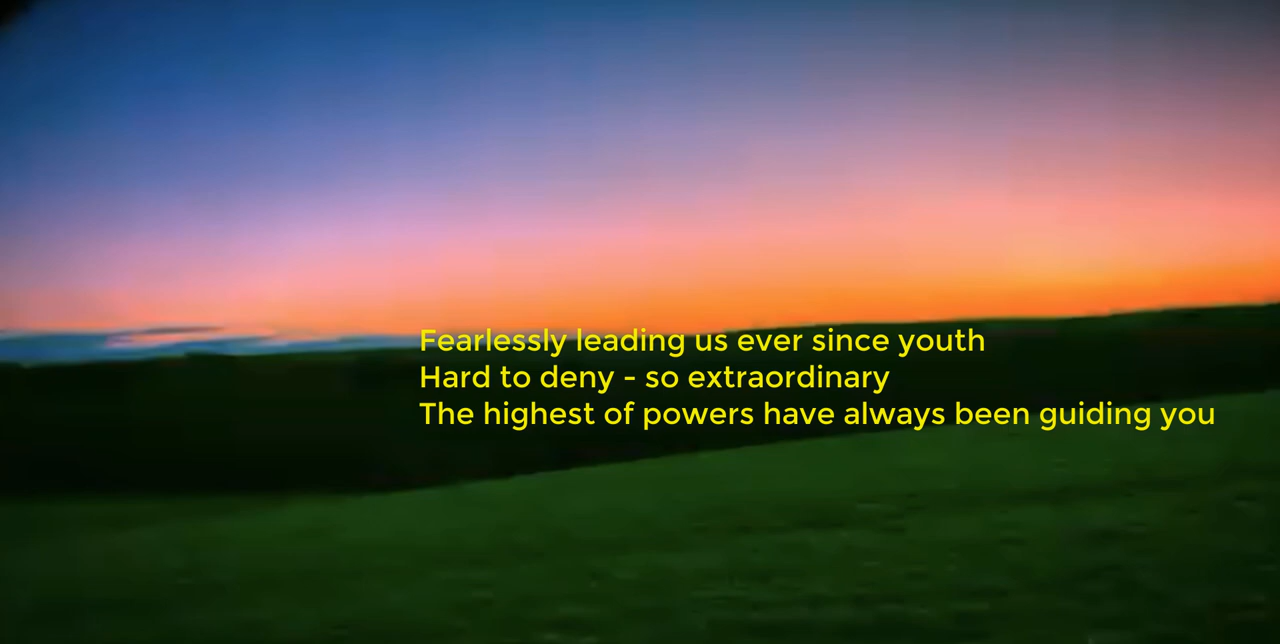 Fearlessly leading us ever since youth
Hard to deny - so extraordinary
The highest of powers have always been guiding you